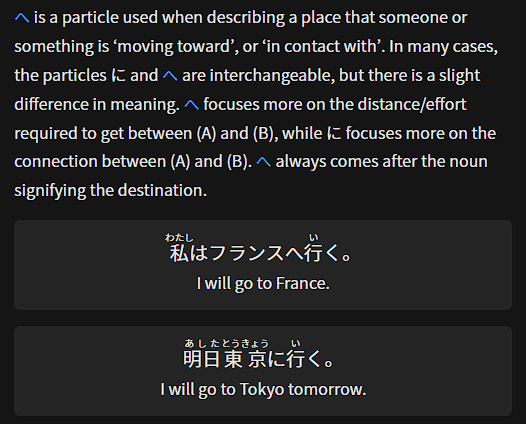 へ is a particle used when describing a place that someone or
something is ‘moving toward’, or ‘in contact with’. In many cases,
the particles に and へ are interchangeable, but there is a slight
difference in meaning. へ focuses more on the distance/effort
required to get between (A) and (B), while に focuses more on the
connection between (A) and (B). へ always comes after the noun
signifying the destination.
わたし い
私はフランスへ行く。
I will go to France.
あした とうきょう い
明日東京に行く。
I will go to Tokyo tomorrow.